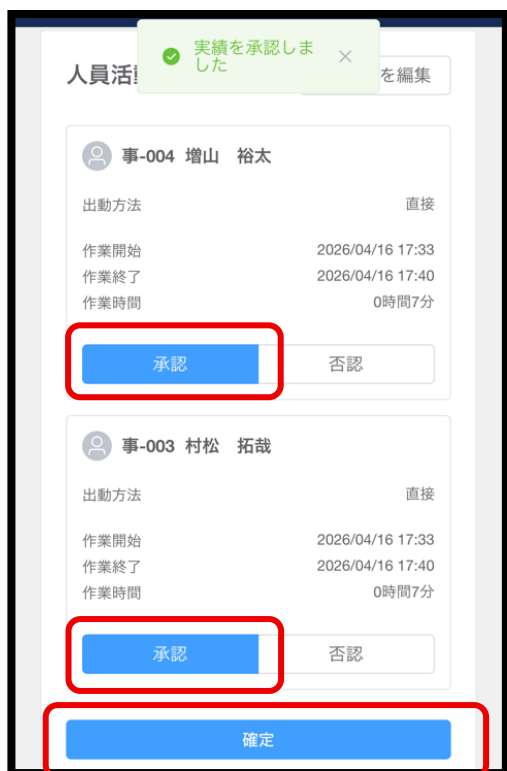 実績を承認しま
した
人員活
を編集
事-004 増山 裕太
出動方法 直接
作業開始 2026/04/16 17:33
作業終了 2026/04/16 17:40
作業時間 0時間7分
承認 否認
事-003 村松 拓哉
出動方法 直接
作業開始 2026/04/16 17:33
作業終了 2026/04/16 17:40
作業時間 0時間7分
承認 否認
確定